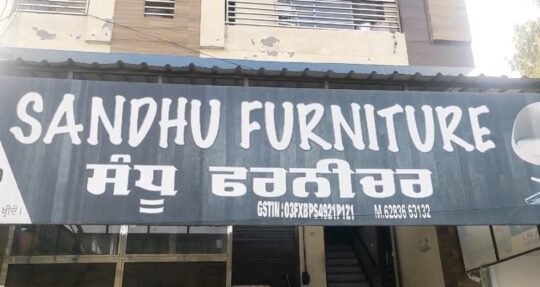 SANDHU FURNITURE
ਸੰਧੂ ਫਰਨੀਚਰ
GSTIN : 03FXBPS4921P1Z1 M.62836 63132